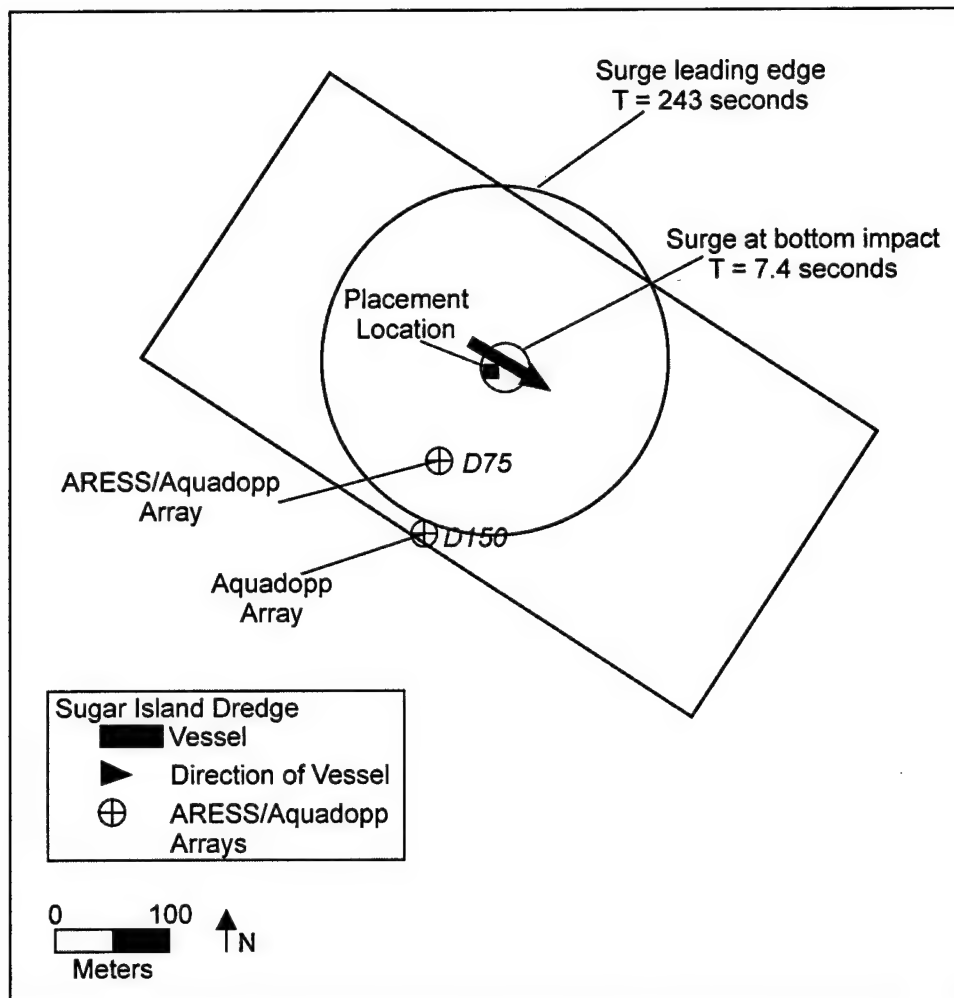 Surge leading edge
T = 243 seconds
Surge at bottom impact
T = 7.4 seconds
Placement
Location
D75
ARESS/Aquadopp
Array
D150
Aquadopp
Array
Sugar Island Dredge
Vessel
Direction of Vessel
ARESS/Aquadopp
Arrays
0 100
N
Meters